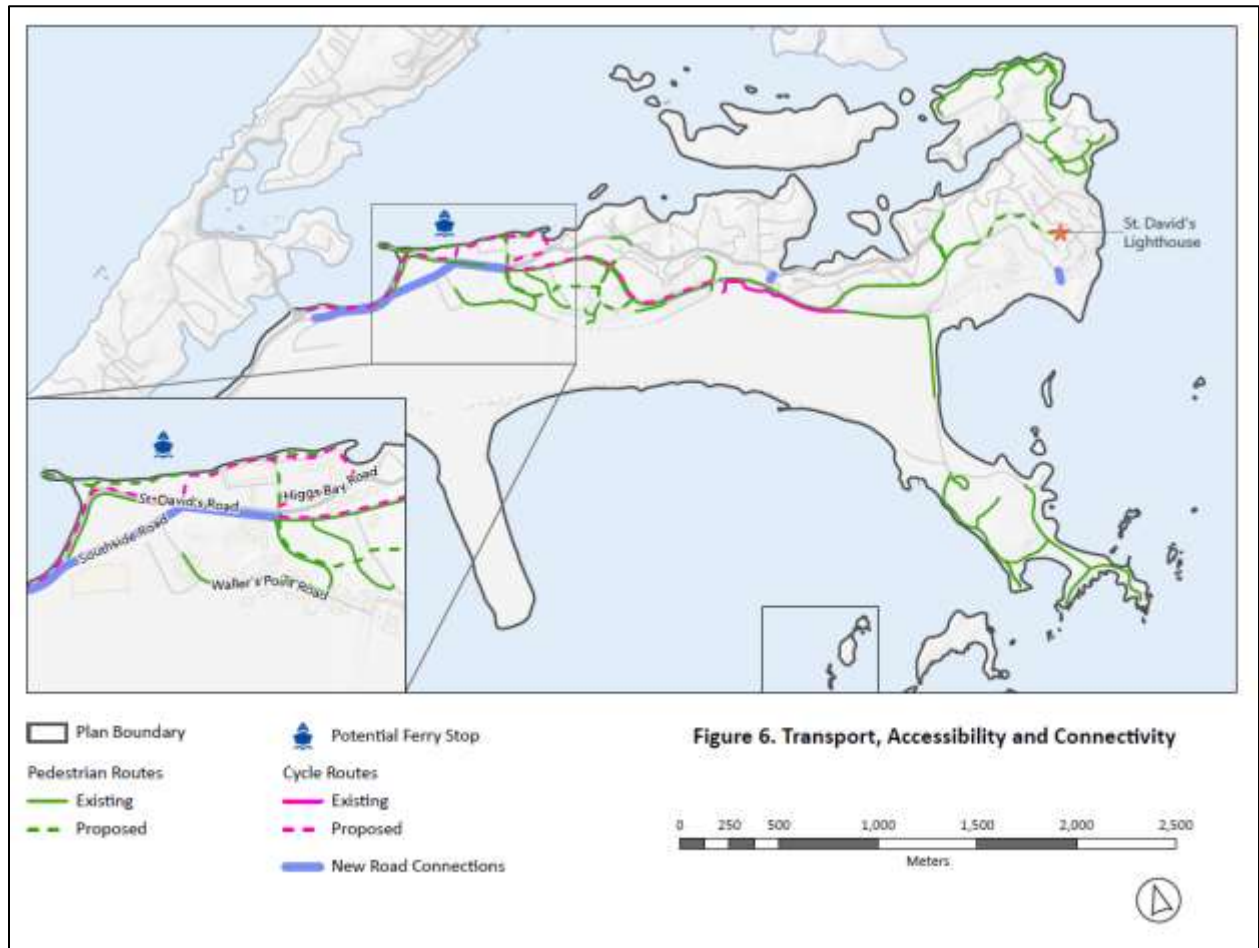 St. David's
Lighthouse
St. David's Road
Higgs Bay Road
Southside Road
Waller's Point Road
Plan Boundary
Pedestrian Routes
Existing
Proposed
Potential Ferry Stop
Cycle Routes
Existing
Proposed
New Road Connections
Figure 6. Transport, Accessibility and Connectivity
0 250 500 1,000 1,500 2,000 2,500
Meters